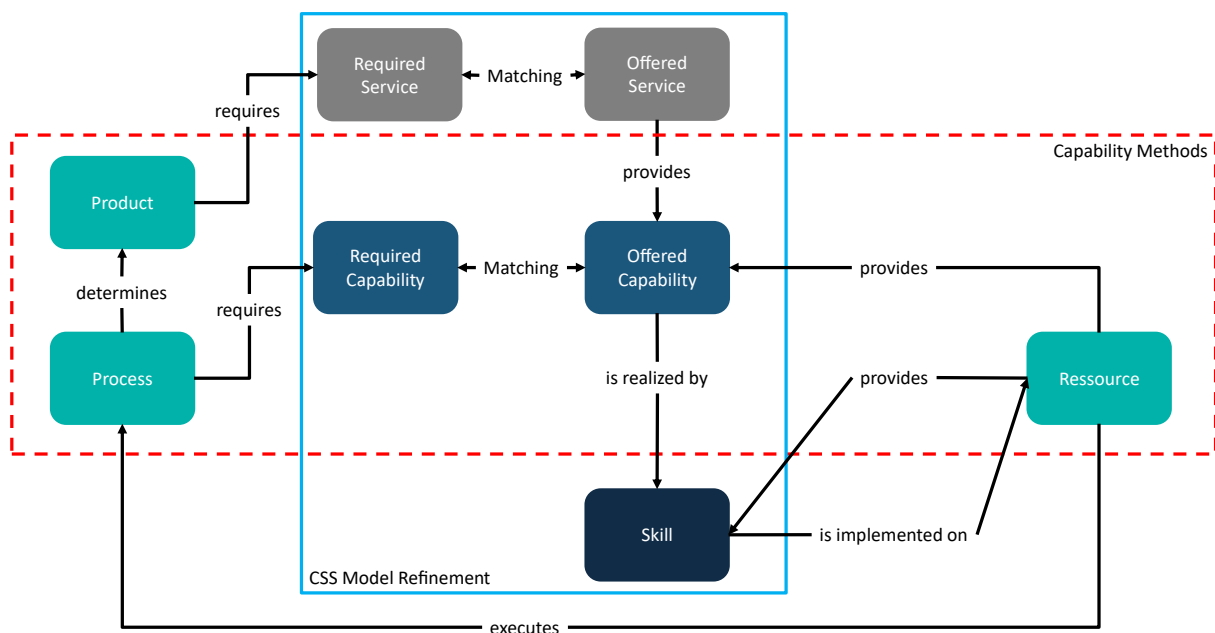 Required
Service
Matching
Offered
Service
requires
Capability Methods
provides
Product
Required
Capability
Matching
Offered
Capability
provides
determines
requires
Process
is realized by
provides
Ressource
Skill
is implemented on
CSS Model Refinement
executes